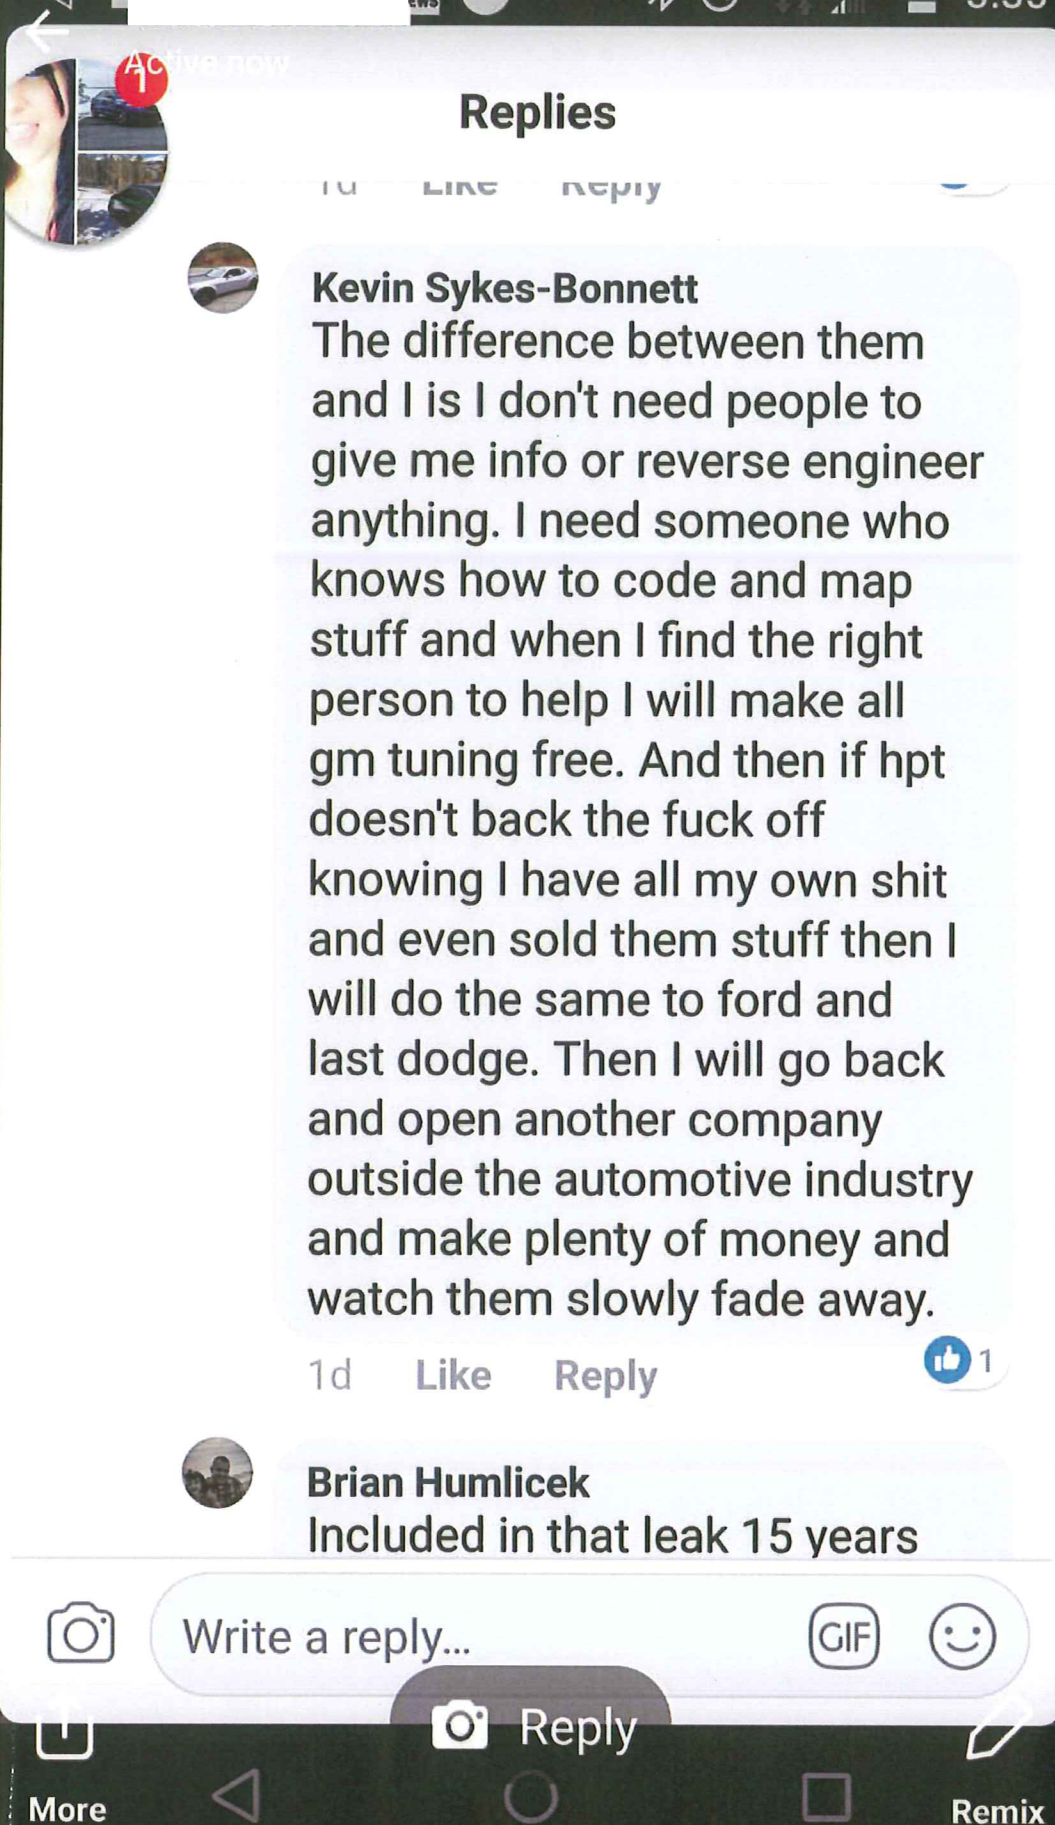 Active now
1
Replies
1d Like Reply
Kevin Sykes-Bonnett
The difference between them
and I is I don't need people to
give me info or reverse engineer
anything. I need someone who
knows how to code and map
stuff and when I find the right
person to help I will make all
gm tuning free. And then if hpt
doesn't back the fuck off
knowing I have all my own shit
and even sold them stuff then I
will do the same to ford and
last dodge. Then I will go back
and open another company
outside the automotive industry
and make plenty of money and
watch them slowly fade away.
1d Like Reply 1
Brian Humlicek
Included in that leak 15 years
Write a reply... GIF
Reply
More Remix